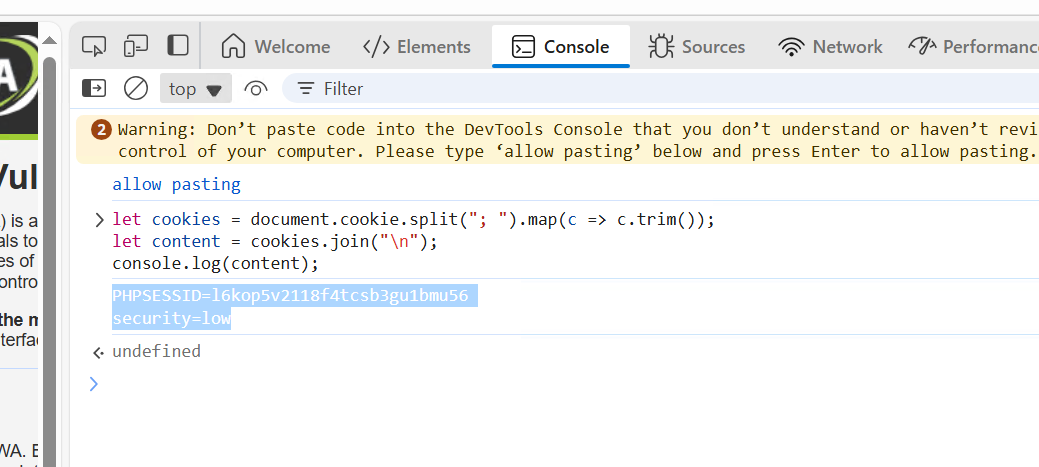 Welcome
Elements
Console
Sources
Network
Performanc
top
Filter
2
Warning: Don’t paste code into the DevTools Console that you don’t understand or haven’t revi
control of your computer. Please type ‘allow pasting’ below and press Enter to allow pasting.
allow pasting
let cookies = document.cookie.split("; ").map(c => c.trim());
let content = cookies.join("\n");
console.log(content);
PHPSESSID=l6kop5v2118f4tcsb3gu1bmu56
security=low
undefined
A
Vul
) is a
als to
es of
ontro
the m
terfa
WA. E